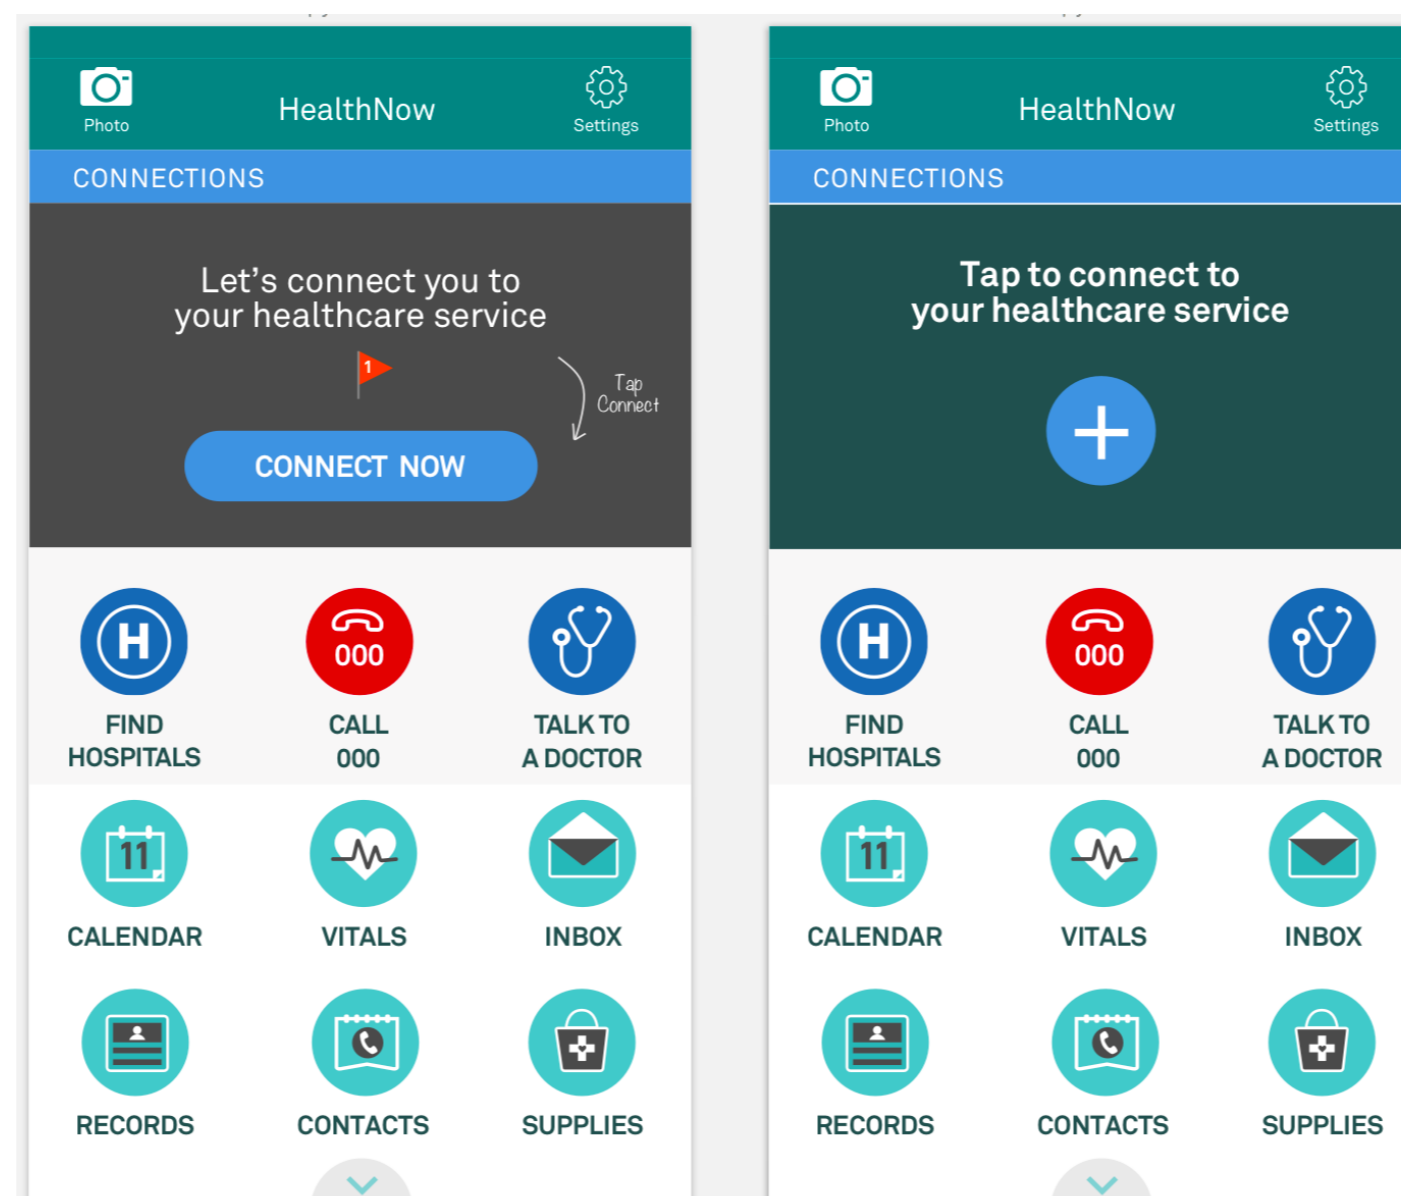 Photo
HealthNow
Settings
CONNECTIONS
Let's connect you to
your healthcare service
1
Tap
Connect
CONNECT NOW
H
000
FIND
HOSPITALS
CALL
000
TALK TO
A DOCTOR
11
CALENDAR
VITALS
INBOX
RECORDS
CONTACTS
SUPPLIES
Photo
HealthNow
Settings
CONNECTIONS
Tap to connect to
your healthcare service
H
000
FIND
HOSPITALS
CALL
000
TALK TO
A DOCTOR
11
CALENDAR
VITALS
INBOX
RECORDS
CONTACTS
SUPPLIES